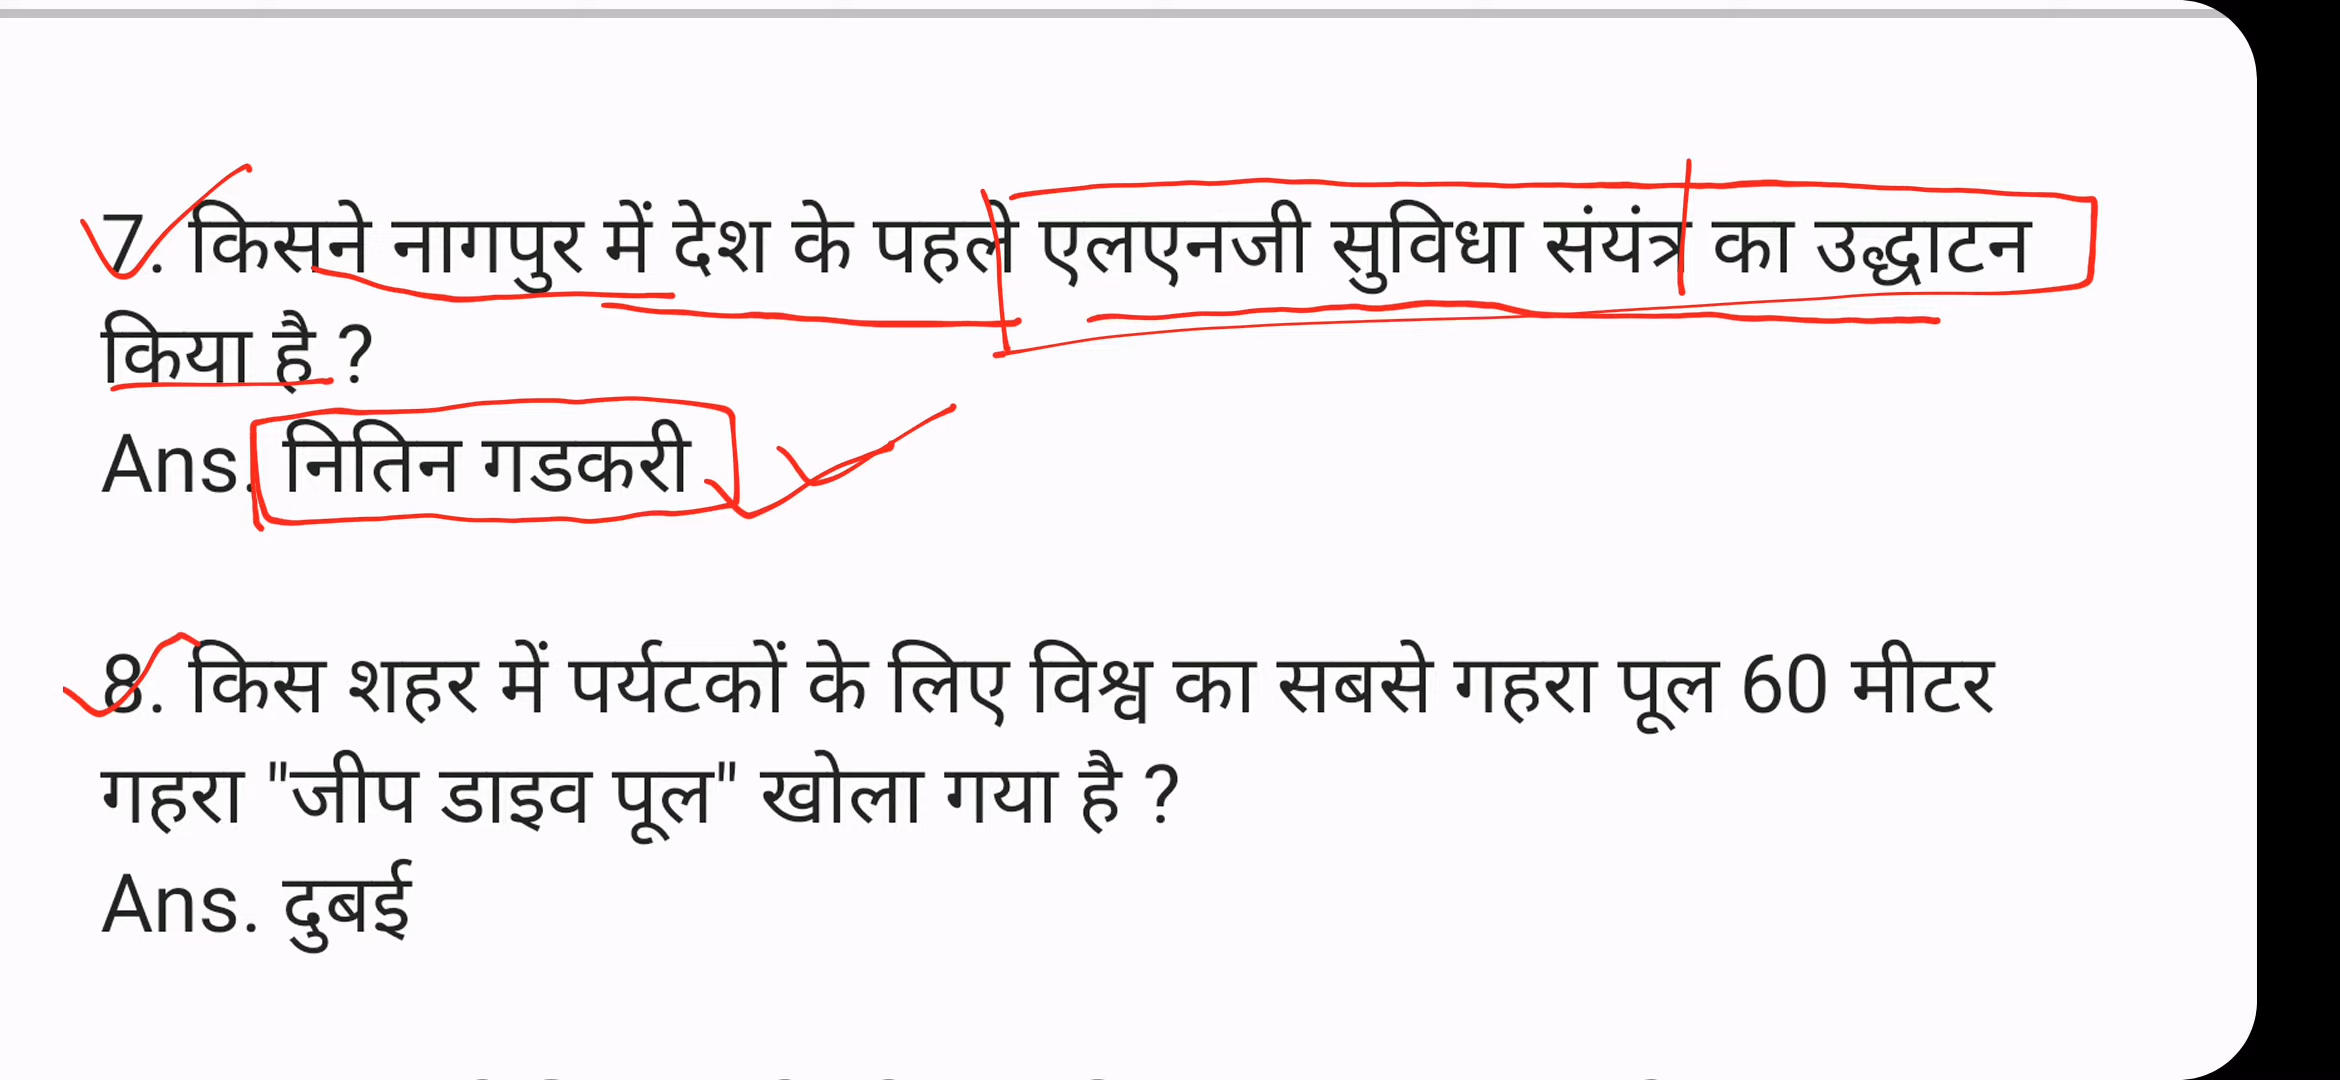 7. किसने नागपुर में देश के पहले एलएनजी सुविधा संयंत्र का उद्धाटन
किया है ?
Ans. नितिन गडकरी
8. किस शहर में पर्यटकों के लिए विश्व का सबसे गहरा पूल 60 मीटर
गहरा "जीप डाइव पूल" खोला गया है ?
Ans. दुबई